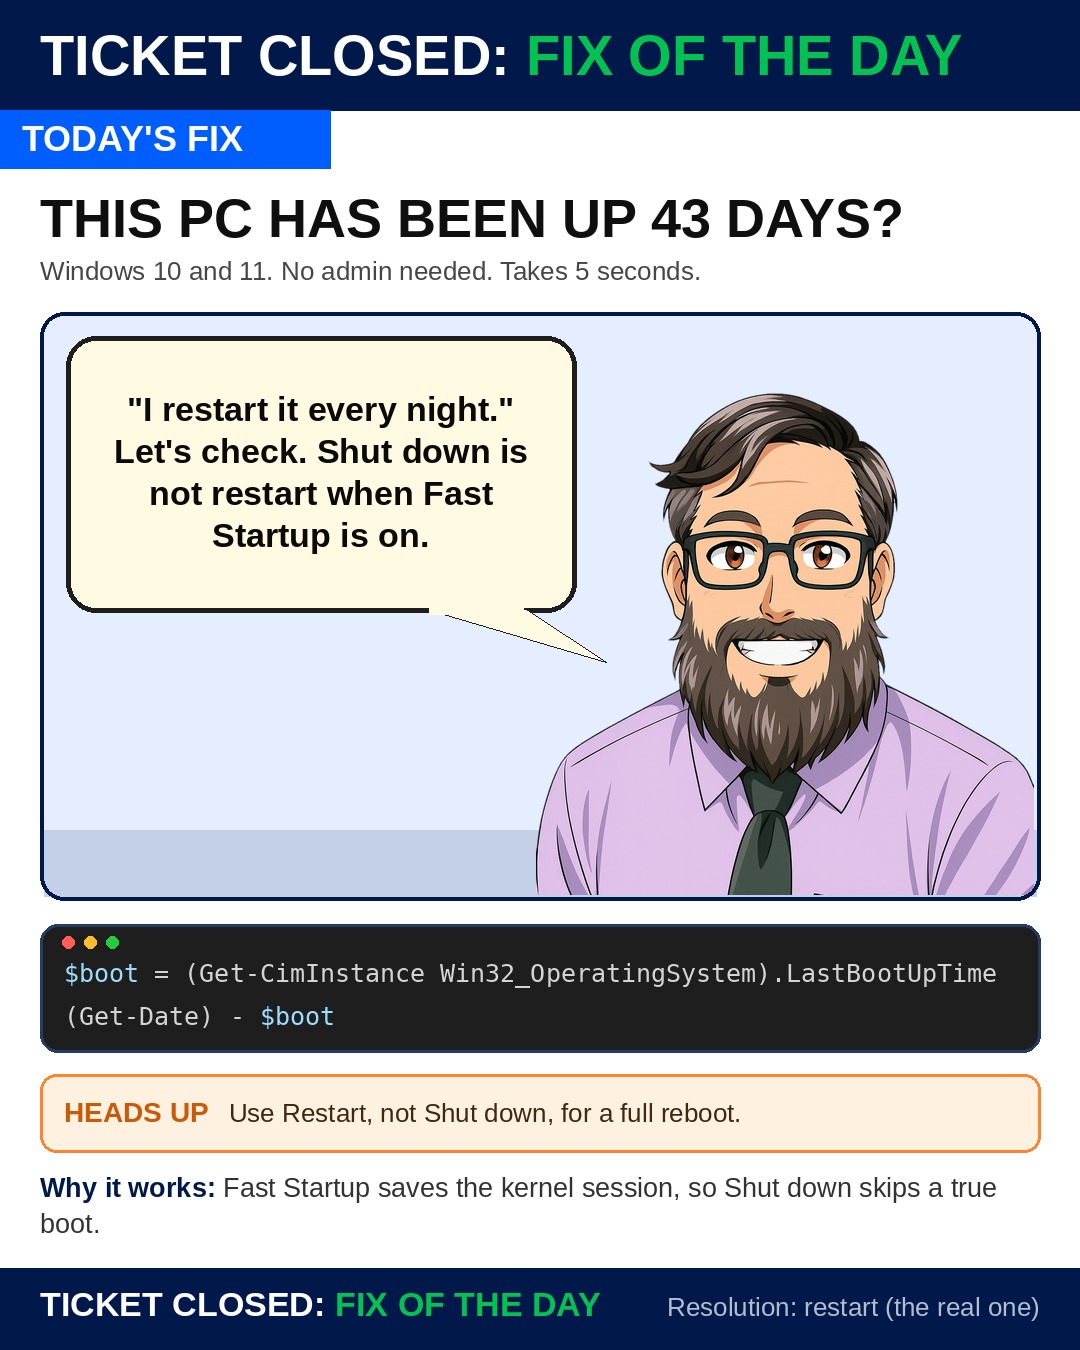 TICKET CLOSED: FIX OF THE DAY
TODAY'S FIX
THIS PC HAS BEEN UP 43 DAYS?
Windows 10 and 11. No admin needed. Takes 5 seconds.
"I restart it every night."
Let's check. Shut down is
not restart when Fast
Startup is on.
$boot = (Get-CimInstance Win32_OperatingSystem).LastBootUpTime
(Get-Date) - $boot
HEADS UP Use Restart, not Shut down, for a full reboot.
Why it works: Fast Startup saves the kernel session, so Shut down skips a true
boot.
TICKET CLOSED: FIX OF THE DAY Resolution: restart (the real one)